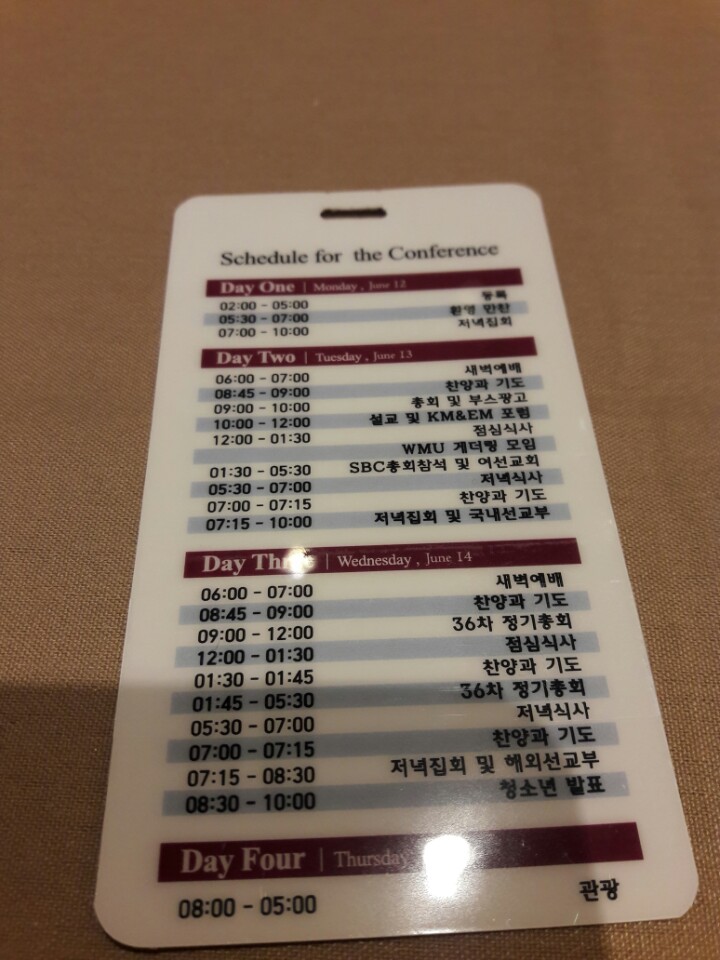 Schedule for the Conference
Day One | Monday, June 12
02:00 - 05:00 등록
05:30 - 07:00 환영 만찬
07:00 - 10:00 저녁집회
Day Two | Tuesday, June 13
06:00 - 07:00 새벽예배
08:45 - 09:00 찬양과 기도
09:00 - 10:00 총회 및 부스광고
10:00 - 12:00 설교 및 KM&EM 포럼
12:00 - 01:30 점심식사
WMU 게더링 모임
01:30 - 05:30 SBC총회참석 및 여선교회
05:30 - 07:00 저녁식사
07:00 - 07:15 찬양과 기도
07:15 - 10:00 저녁집회 및 국내선교부
Day Three | Wednesday, June 14
06:00 - 07:00 새벽예배
08:45 - 09:00 찬양과 기도
09:00 - 12:00 36차 정기총회
12:00 - 01:30 점심식사
01:30 - 01:45 찬양과 기도
01:45 - 05:30 36차 정기총회
05:30 - 07:00 저녁식사
07:00 - 07:15 찬양과 기도
07:15 - 08:30 저녁집회 및 해외선교부
08:30 - 10:00 청소년 발표
Day Four | Thursday
08:00 - 05:00 관광